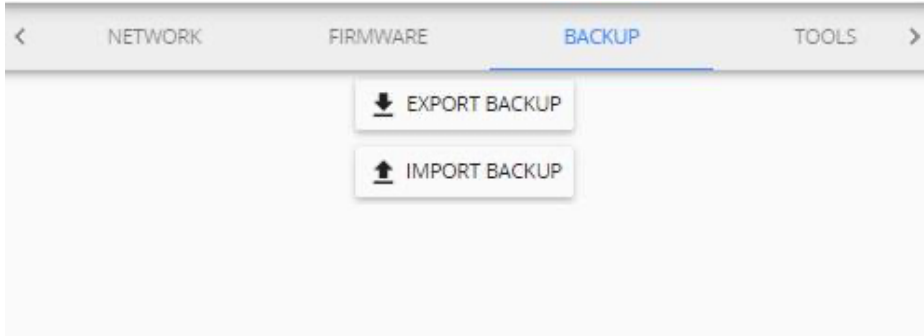 NETWORK FIRMWARE BACKUP TOOLS
EXPORT BACKUP
IMPORT BACKUP